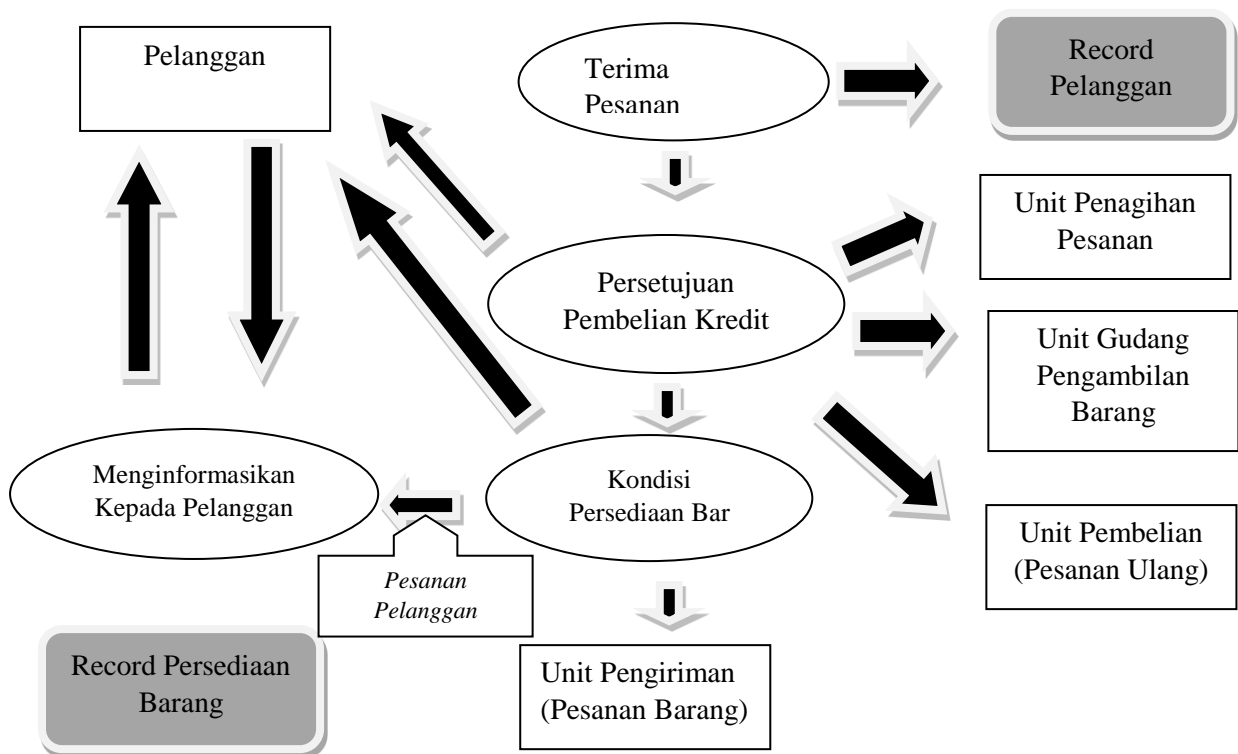 Pelanggan
Terima
Pesanan
Record
Pelanggan
Unit Penagihan
Pesanan
Persetujuan
Pembelian Kredit
Unit Gudang
Pengambilan
Barang
Menginformasikan
Kepada Pelanggan
Kondisi
Persediaan Bar
Unit Pembelian
(Pesanan Ulang)
Pesanan
Pelanggan
Record Persediaan
Barang
Unit Pengiriman
(Pesanan Barang)